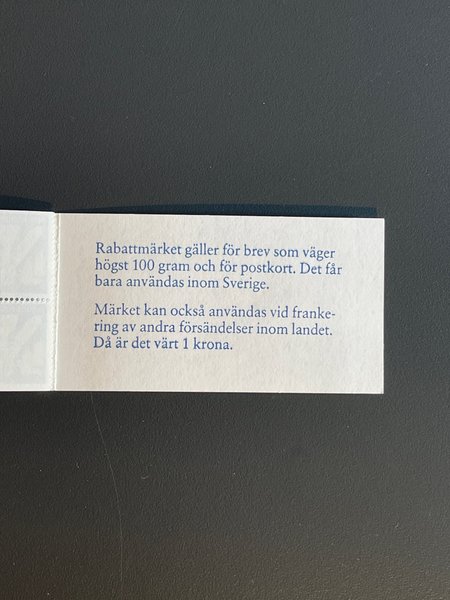 Rabattmärket gäller för brev som väger
högst 100 gram och för postkort. Det får
bara användas inom Sverige.
Märket kan också användas vid franke-
ring av andra försändelser inom landet.
Då är det värt 1 krona.